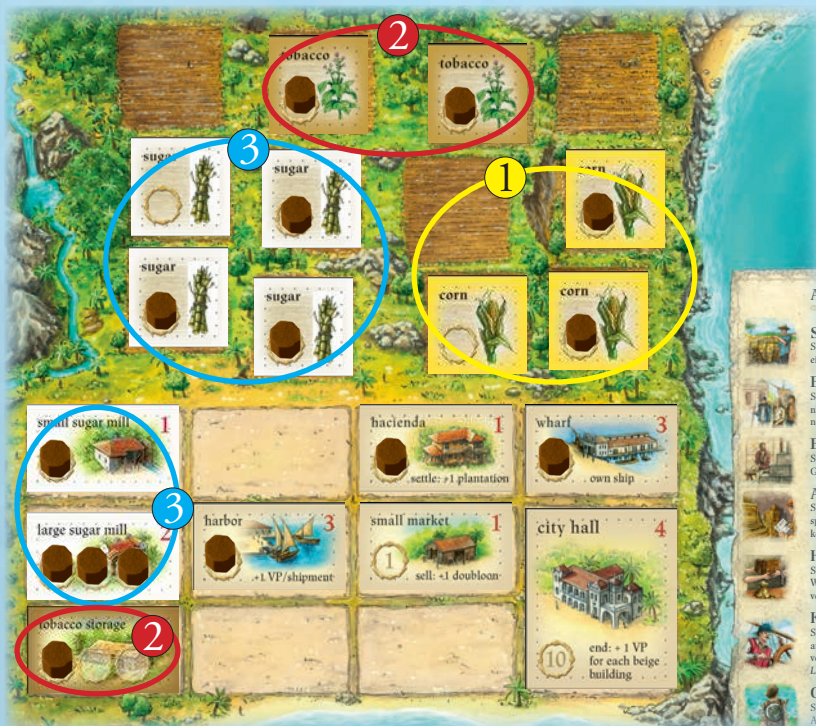 2
tobacco
tobacco
3
sugar
sugar
1
corn
sugar
sugar
corn
corn
small sugar mill
1
hacienda
1
settle: +1 plantation
wharf
3
own ship
3
large sugar mill
2
harbor
3
+1 VP/shipment
small market
1
1
sell: +1 doubloon
city hall
4
10
end: + 1 VP
for each beige
building
tobacco storage
2